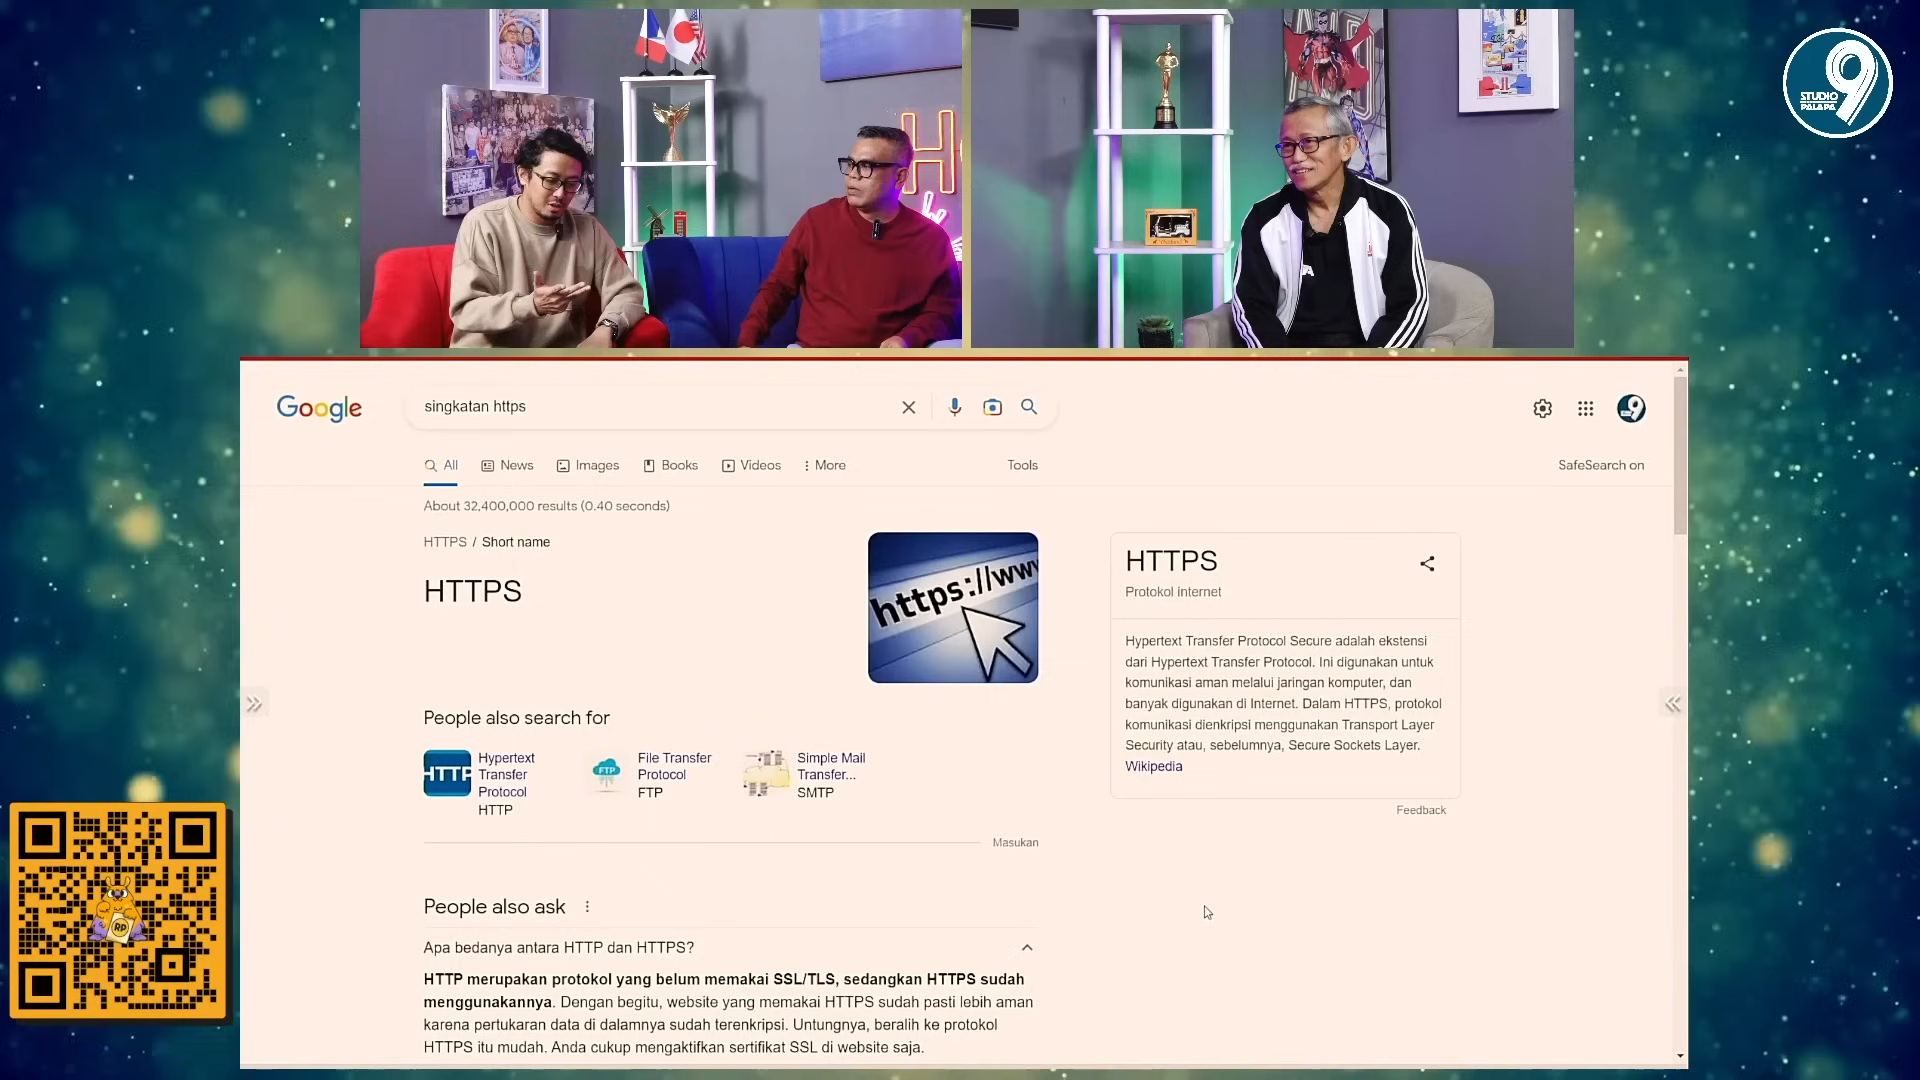 STUDIO
PALAPA
9
H
Google
singkatan https
All
News
Images
Books
Videos
More
Tools
SafeSearch on
About 32,400,000 results (0.40 seconds)
HTTPS / Short name
HTTPS
https://www
People also search for
HTTP
Hypertext
Transfer
Protocol
HTTP
FTP
File Transfer
Protocol
FTP
Simple Mail
Transfer...
SMTP
Masukan
People also ask
Apa bedanya antara HTTP dan HTTPS?
HTTP merupakan protokol yang belum memakai SSL/TLS, sedangkan HTTPS sudah
menggunakannya. Dengan begitu, website yang memakai HTTPS sudah pasti lebih aman
karena pertukaran data di dalamnya sudah terenkripsi. Untungnya, beralih ke protokol
HTTPS itu mudah. Anda cukup mengaktifkan sertifikat SSL di website saja.
HTTPS
Protokol internet
Hypertext Transfer Protocol Secure adalah ekstensi
dari Hypertext Transfer Protocol. Ini digunakan untuk
komunikasi aman melalui jaringan komputer, dan
banyak digunakan di Internet. Dalam HTTPS, protokol
komunikasi dienkripsi menggunakan Transport Layer
Security atau, sebelumnya, Secure Sockets Layer.
Wikipedia
Feedback
RP